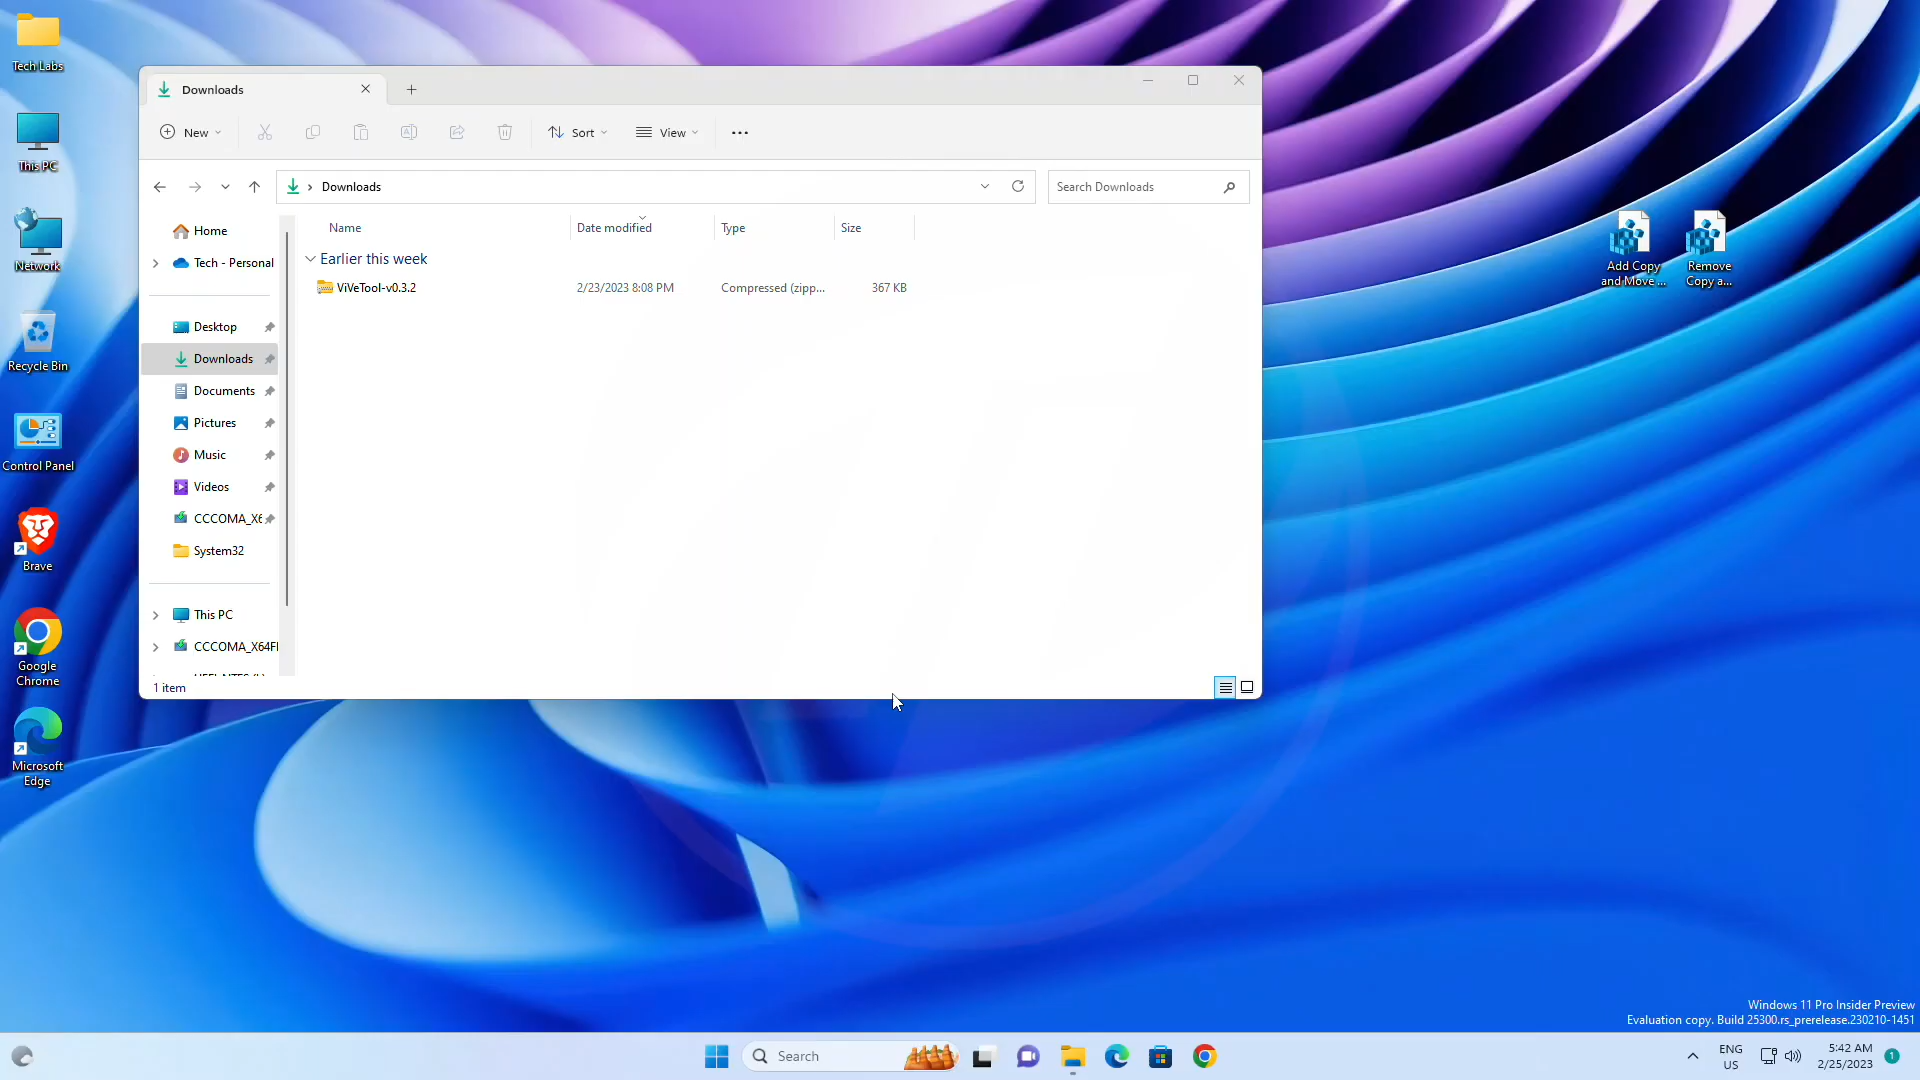 Tech Labs
This PC
Network
Recycle Bin
Control Panel
Brave
Google
Chrome
Microsoft
Edge
Downloads
New
Sort
View
Downloads
Search Downloads
Home
Tech - Personal
Desktop
Downloads
Documents
Pictures
Music
Videos
CCCOMA_X6
System32
This PC
CCCOMA_X64F
Name
Date modified
Type
Size
Earlier this week
ViVeTool-v0.3.2
2/23/2023 8:08 PM
Compressed (zipp...
367 KB
1 item
Add Copy
and Move ...
Remove
Copy a...
Windows 11 Pro Insider Preview
Evaluation copy. Build 25300.rs_prerelease.230210-1451
Search
ENG
US
5:42 AM
2/25/2023
1